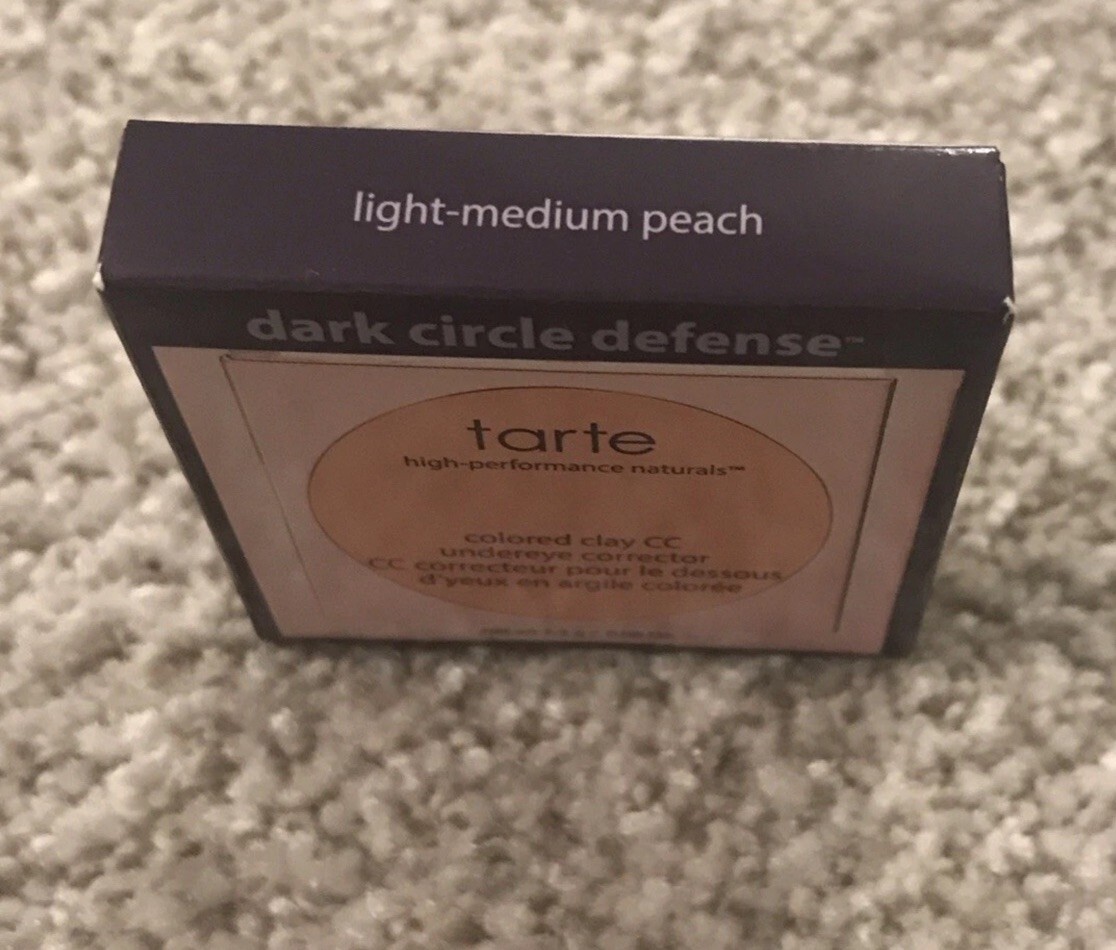 light-medium peach
dark circle defense™
tarte
high-performance naturals™
colored clay CC
undereye corrector
CC correcteur pour le dessous
d'yeux en argile colorée